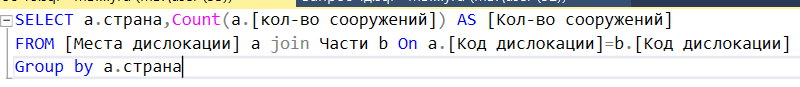 SELECT а.страна,Count(а.[кол-во сооружений]) AS [Кол-во сооружений]
FROM [Места дислокации] a join Части b On a.[Код дислокации]=b.[Код дислокации]
Group by а.страна